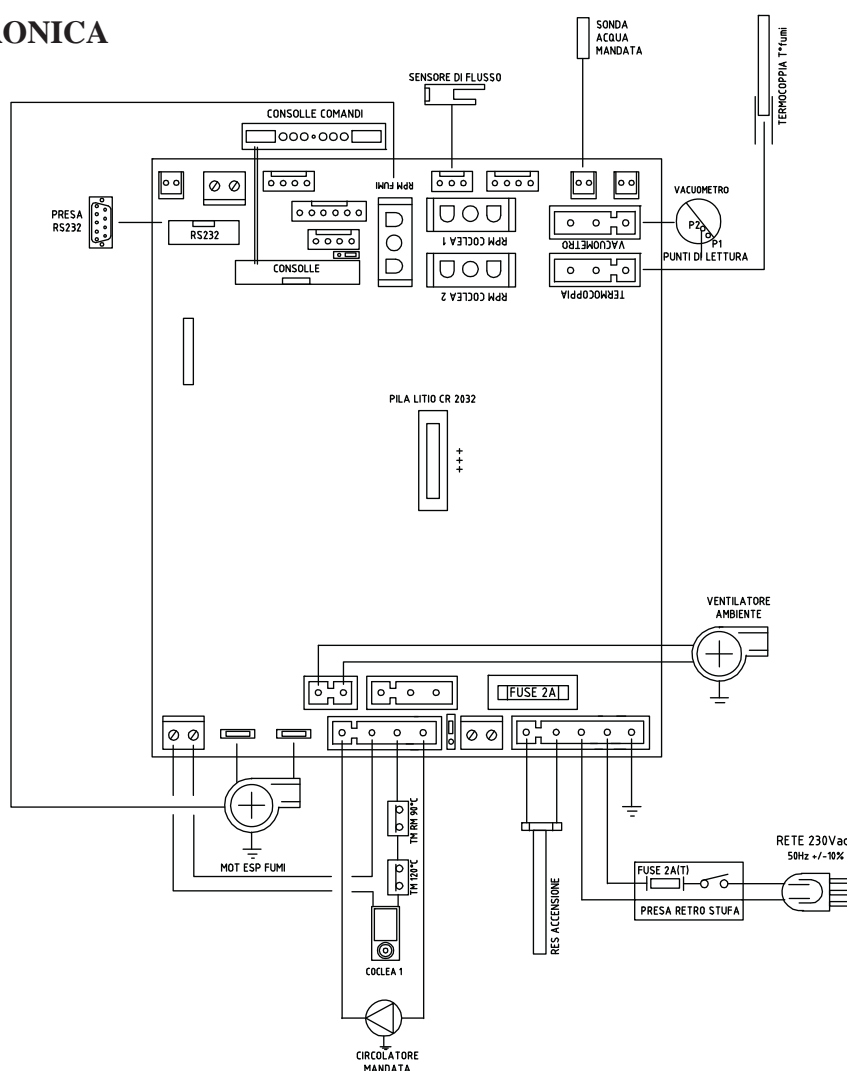 RONICA
SONDA
ACQUA
MANDATA
TERMOCOPPIA T°fumi
SENSORE DI FLUSSO
CONSOLLE COMANDI
RPM FUMI
PRESA
RS232
RS232
CONSOLLE
RPM COCLEA 1
RPM COCLEA 2
VACUOMETRO
TERMOCOPPIA
VACUOMETRO
P2
P1
PUNTI DI LETTURA
PILA LITIO CR 2032
+++
VENTILATORE
AMBIENTE
FUSE 2A
MOT ESP FUMI
TM RM 90°C
TM 120°C
COCLEA 1
RES ACCENSIONE
FUSE 2A(T)
PRESA RETRO STUFA
RETE 230Vac
50Hz +/-10%
CIRCOLATORE
MANDATA